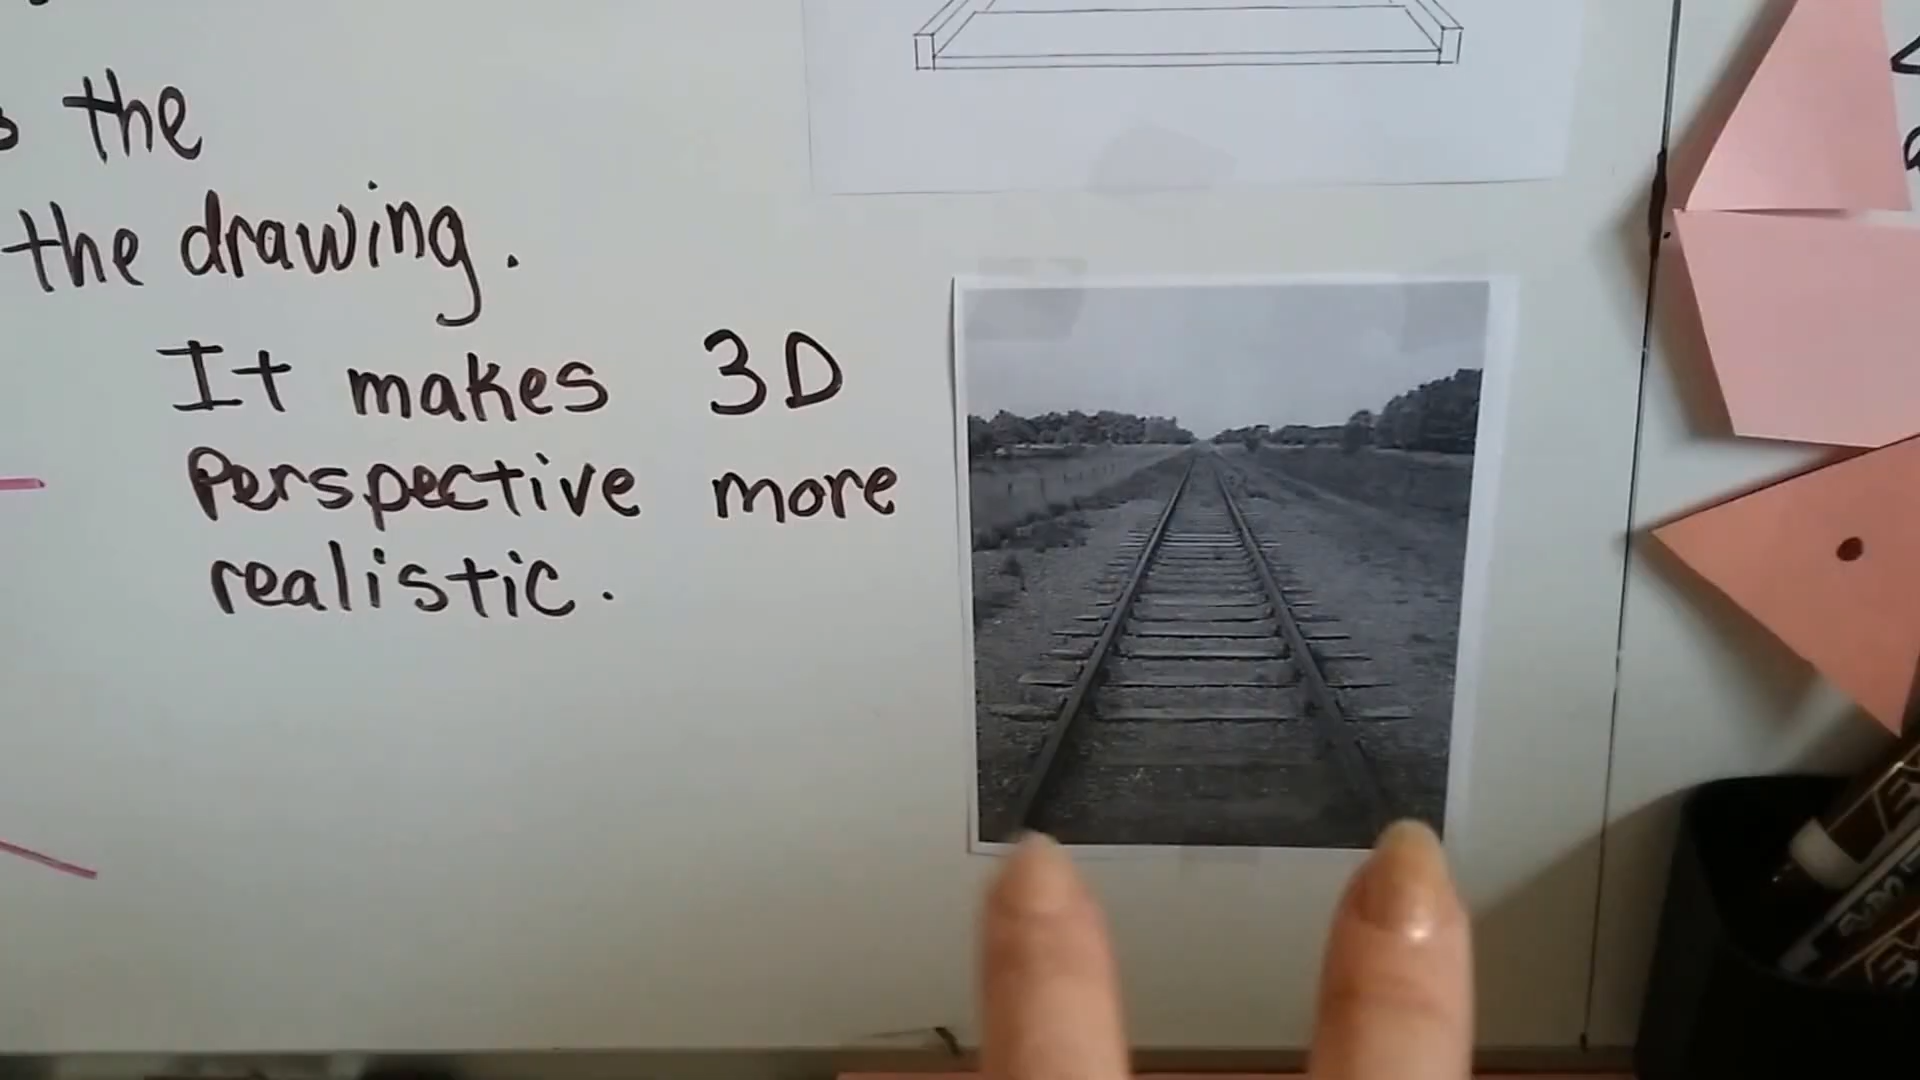 the
the drawing.
It makes 3D
Perspective more
realistic.